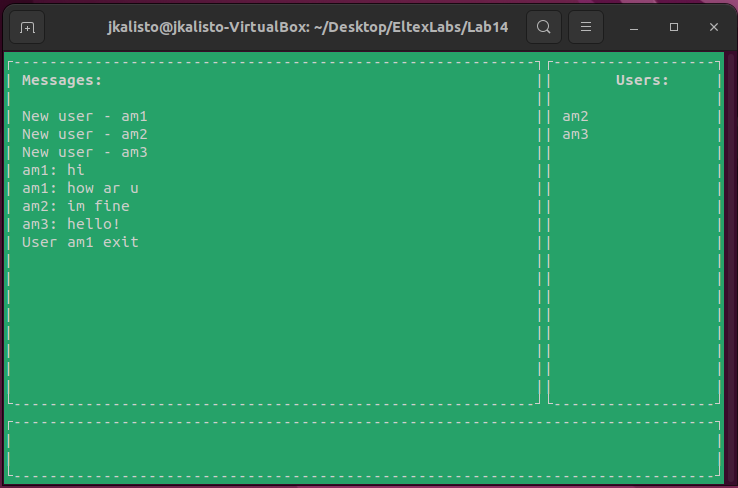 jkalisto@jkalisto-VirtualBox: ~/Desktop/EltexLabs/Lab14
Messages:
New user - am1
New user - am2
New user - am3
am1: hi
am1: how ar u
am2: im fine
am3: hello!
User am1 exit
Users:
am2
am3